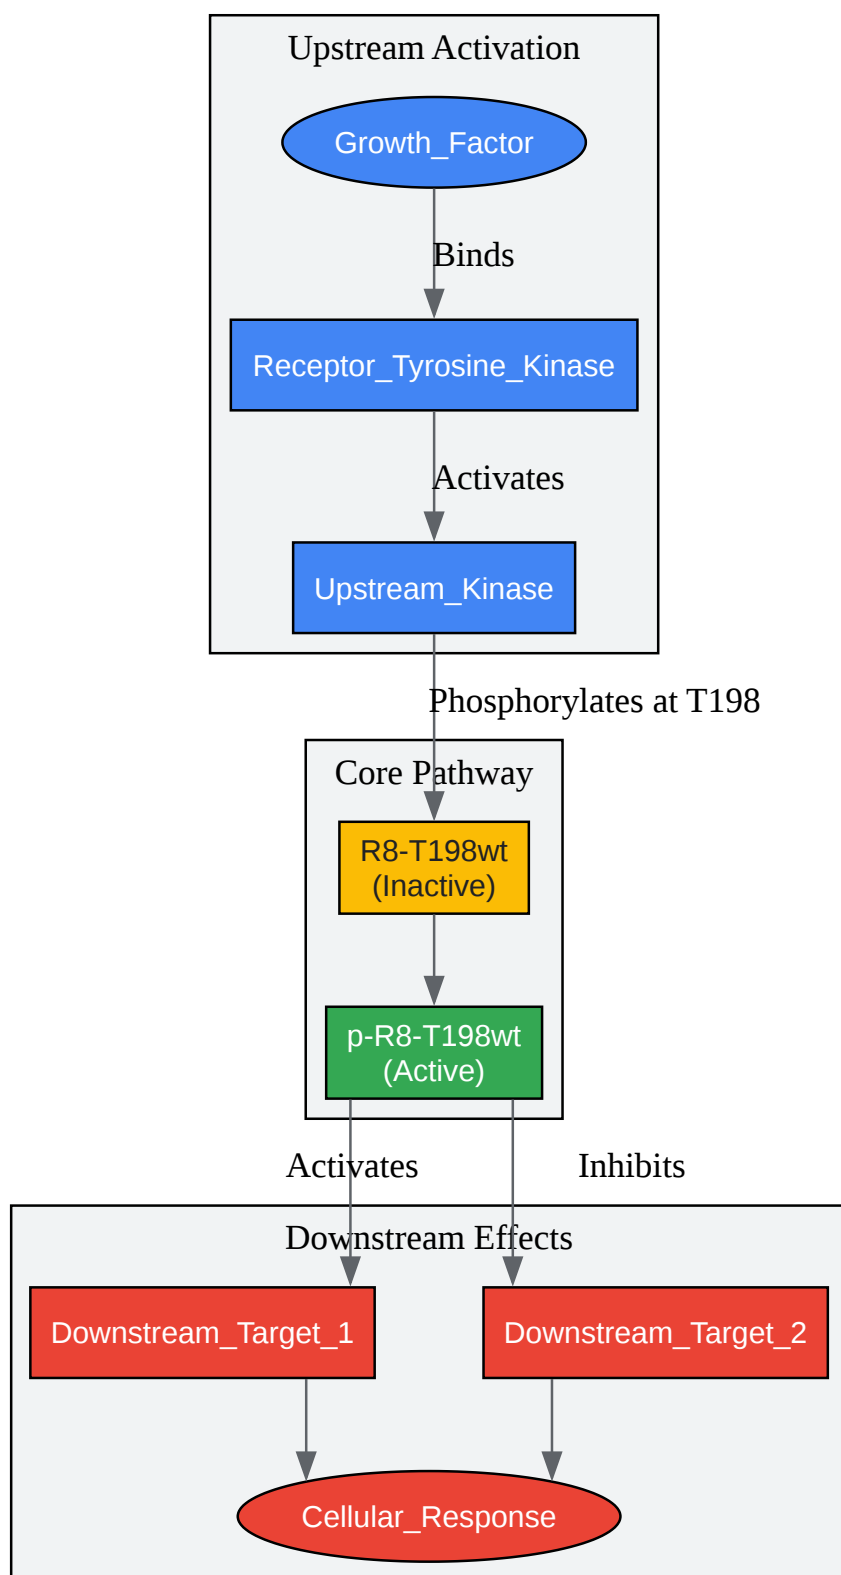 Upstream Activation
Growth_Factor
Binds
Receptor_Tyrosine_Kinase
Activates
Upstream_Kinase
Phosphorylates at T198
Core Pathway
R8-T198wt
(Inactive)
p-R8-T198wt
(Active)
Activates
Inhibits
Downstream Effects
Downstream_Target_1
Downstream_Target_2
Cellular_Response